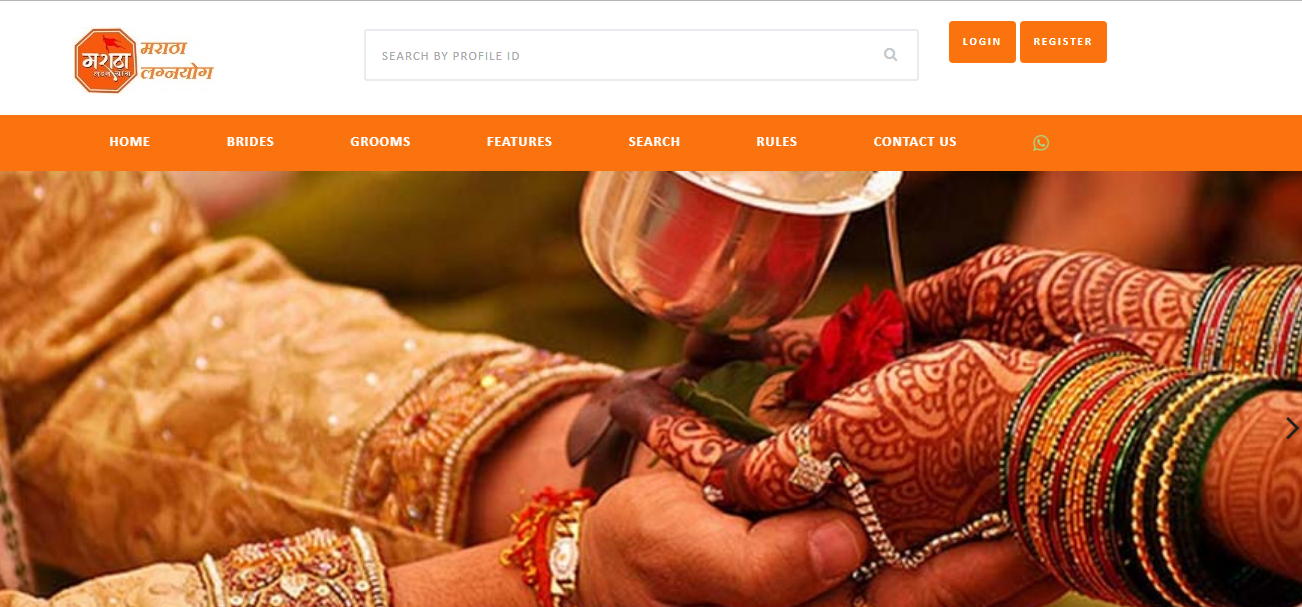 मराठा
मराठा
लग्नयोग
SEARCH BY PROFILE ID
LOGIN
REGISTER
HOME
BRIDES
GROOMS
FEATURES
SEARCH
RULES
CONTACT US